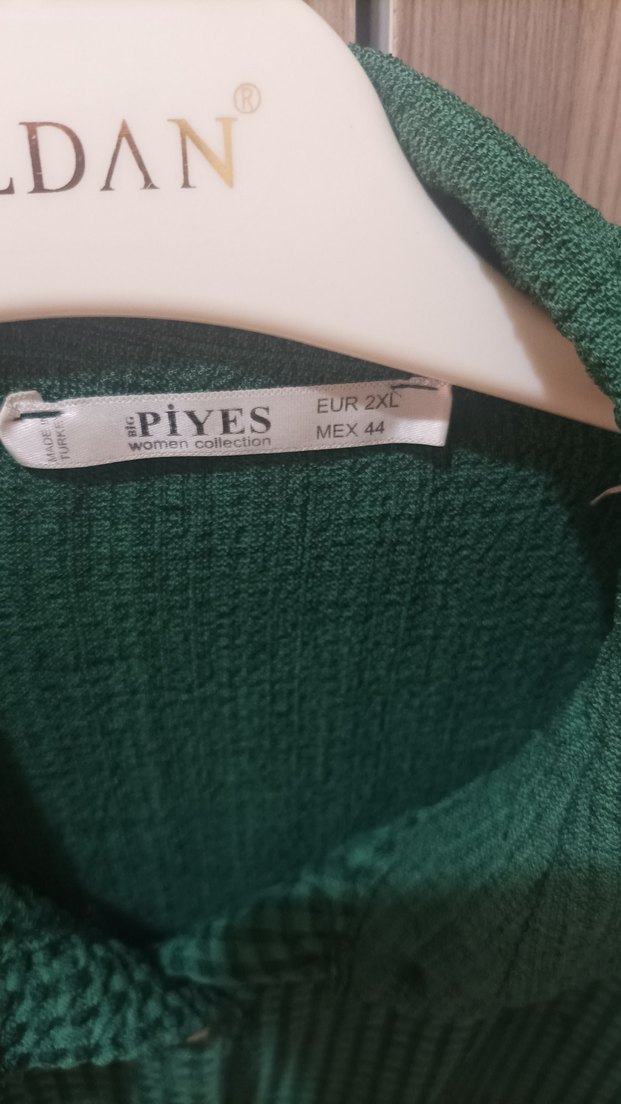 LDAN®
MADE IN
TURKEY
BIG
PİYES
women collection
EUR 2XL
MEX 44